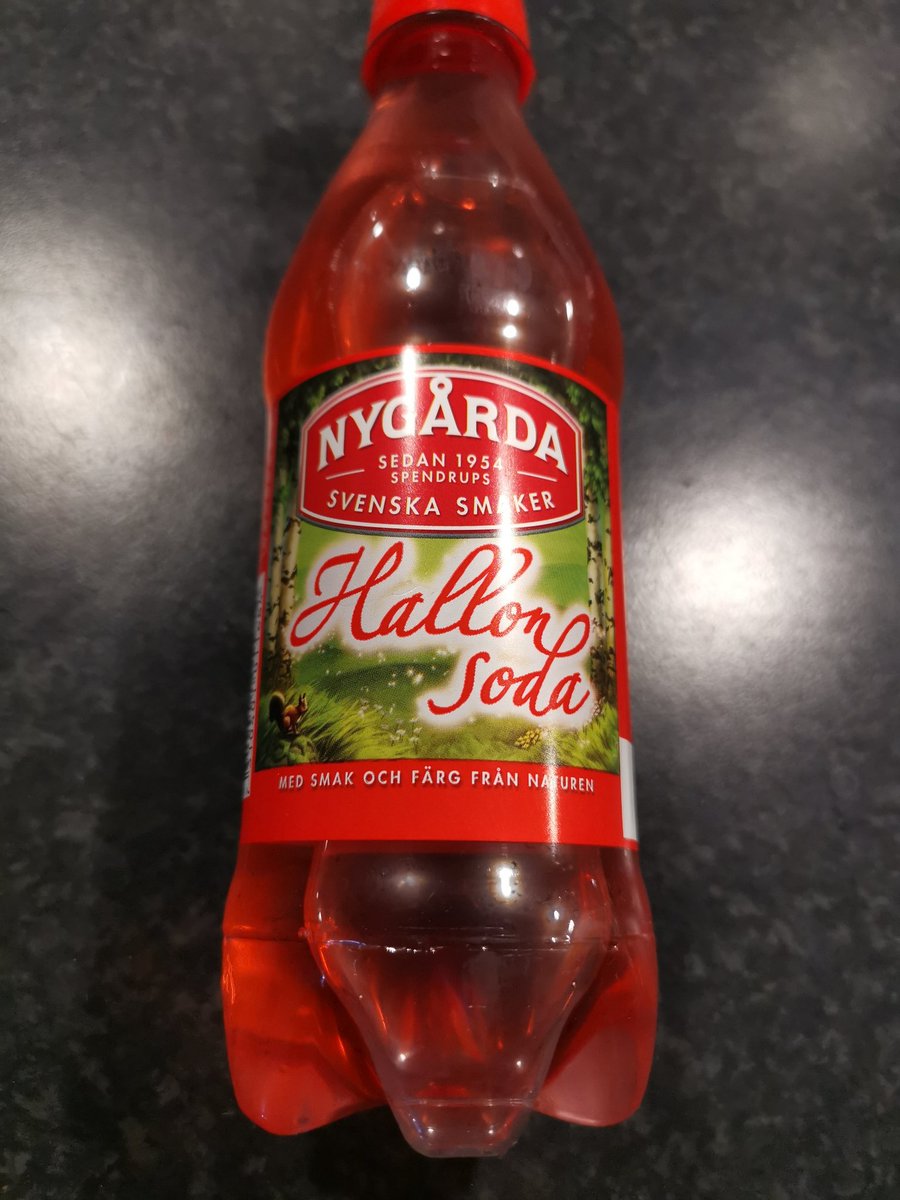 NYGÅRDA
SEDAN 1954
SPENDRUPS
SVENSKA SMAKER
Hallon
Soda
MED SMAK OCH FÄRG FRÅN NATUREN